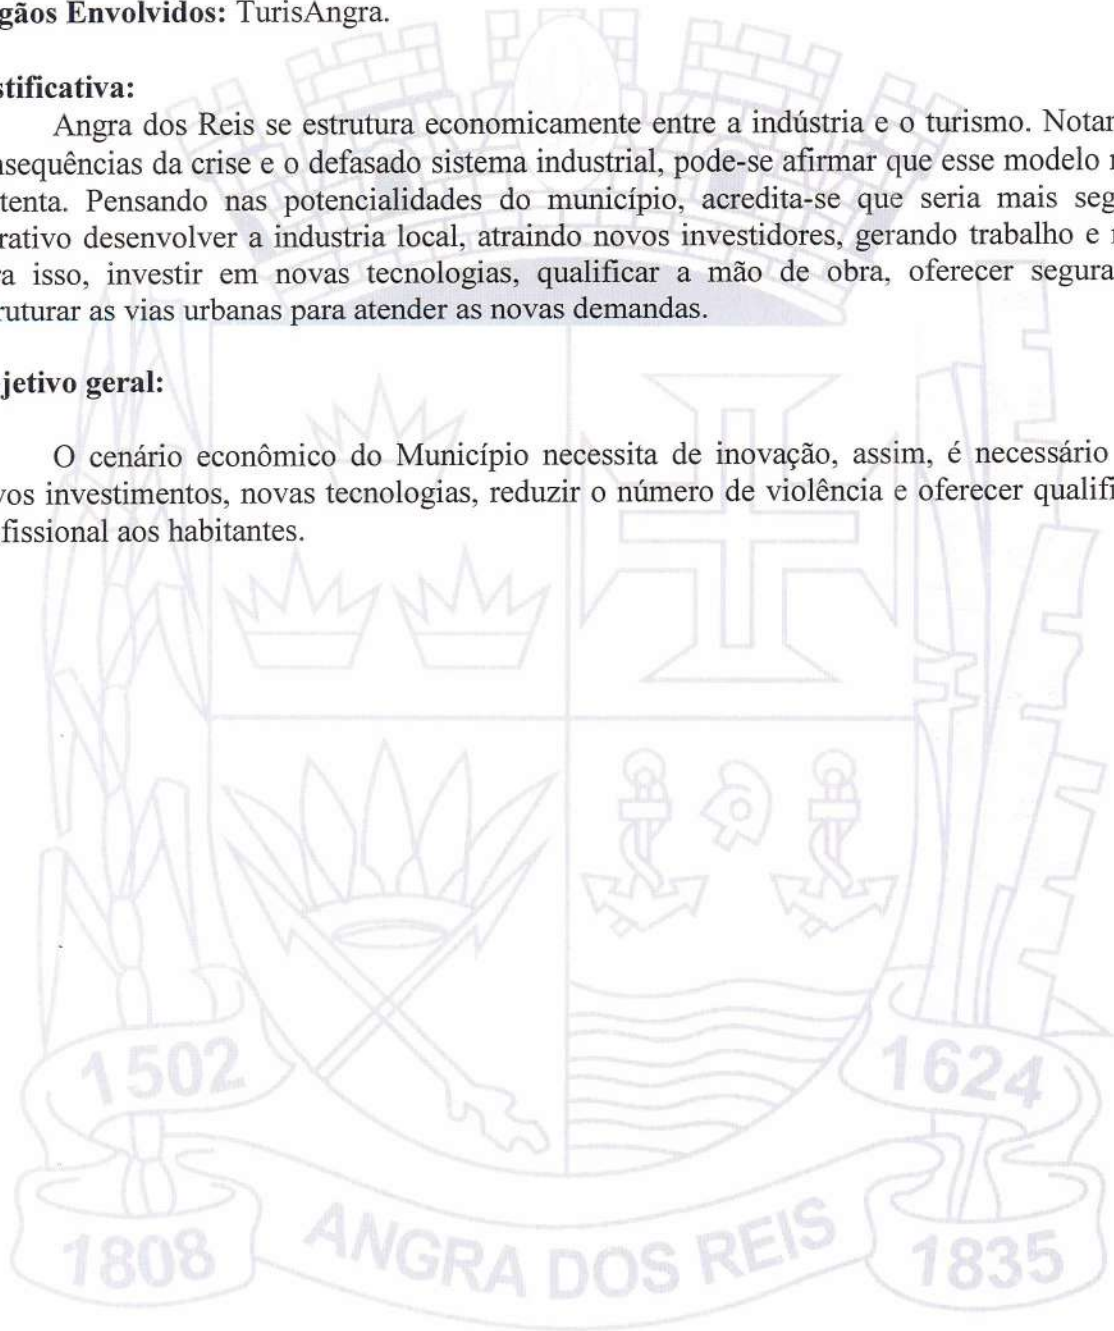 gãos Envolvidos: TurisAngra.
stificativa:
Angra dos Reis se estrutura economicamente entre a indústria e o turismo. Notar
nsequências da crise e o defasado sistema industrial, pode-se afirmar que esse modelo
tenta. Pensando nas potencialidades do município, acredita-se que seria mais seg
rativo desenvolver a industria local, atraindo novos investidores, gerando trabalho e
a isso, investir em novas tecnologias, qualificar a mão de obra, oferecer segura
ruturar as vias urbanas para atender as novas demandas.
jetivo geral:
O cenário econômico do Município necessita de inovação, assim, é necessário
vos investimentos, novas tecnologias, reduzir o número de violência e oferecer qualifi
fissional aos habitantes.
1502
1624
1808
ANGRA DOS REIS
1835